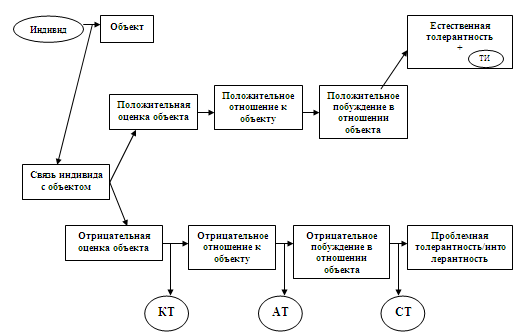 Индивид
Объект
Естественная
толерантность
+
ТИ
Положительная
оценка объекта
Положительное
отношение к
объекту
Положительное
побуждение в
отношении
объекта
Связь индивида
с объектом
Отрицательная
оценка объекта
Отрицательное
отношение к
объекту
Отрицательное
побуждение в
отношении
объекта
Проблемная
толерантность/инто
лерантность
КТ
АТ
СТ